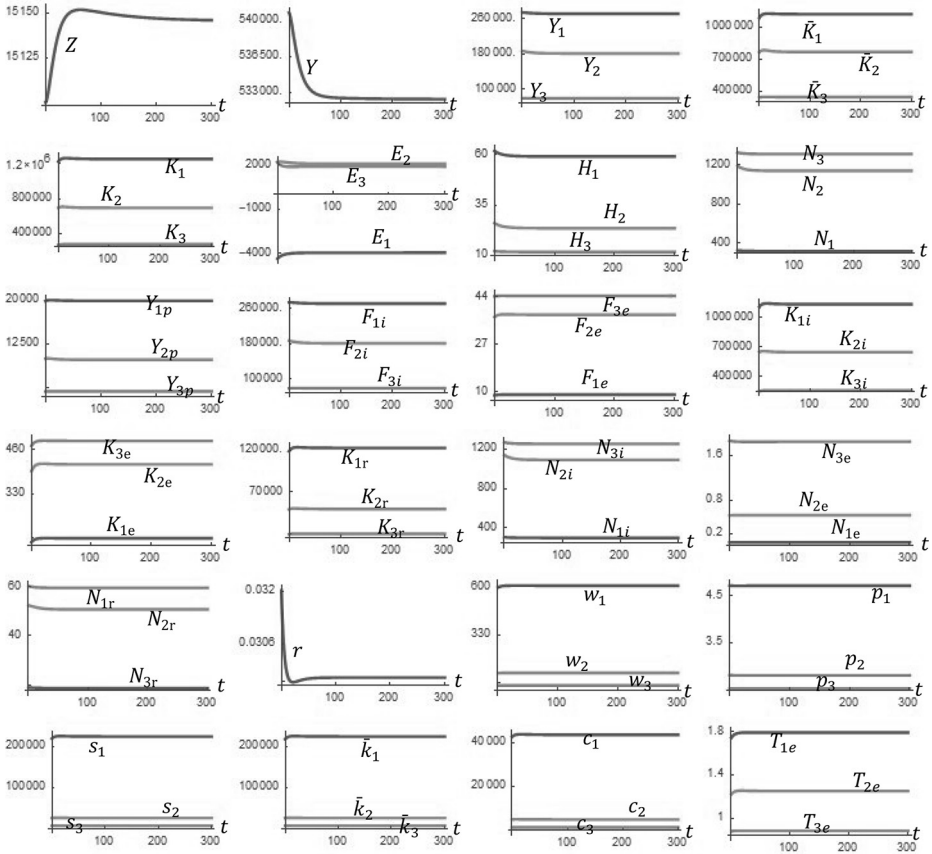 15150
15125
Z
100 200 300 t
540000.
536500
533000
Y
100 200 300 t
270000.
180000.
100000
Y₁
Y₂
Y₃
100 200 300 t
1100000
700000
400000
K̄₁
K̄₂
K̄₃
100 200 300 t
1.2×10⁶
800000
400000
K₁
K₂
K₃
100 200 300 t
2000
-1000
-4000
E₂
E₃
E₁
100 200 300 t
60
35
10
H₁
H₂
H₃
100 200 300 t
1200
800
400
N₃
N₂
N₁
100 200 300 t
20000
12500
Y₁ₚ
Y₂ₚ
Y₃ₚ
100 200 300 t
260000.
180000.
100000
F₁ᵢ
F₂ᵢ
F₃ᵢ
100 200 300 t
44
27
10
F₃ₑ
F₂ₑ
F₁ₑ
100 200 300 t
1000000
400000
K₁ᵢ
K₂ᵢ
K₃ᵢ
100 200 300 t
460
330
K₃ₑ
K₂ₑ
K₁ₑ
100 200 300 t
120000.
70000
K₁ᵣ
K₂ᵣ
K₃ᵣ
100 200 300 t
1200
800
400
N₃ᵢ
N₂ᵢ
N₁ᵢ
100 200 300 t
1.6
0.8
0.2
N₃ₑ
N₂ₑ
N₁ₑ
100 200 300 t
60
40
N₁ᵣ
N₂ᵣ
N₃ᵣ
100 200 300 t
0.032
0.0306
r
100 200 300 t
600
330
w₁
w₂
w₃
100 200 300 t
4.5
3.5
p₁
p₂
p₃
100 200 300 t
200000
100000
s₁
s₂
s₃
100 200 300 t
200000
100000
k̄₁
k̄₂
k̄₃
100 200 300 t
40000
20000
c₁
c₂
c₃
100 200 300 t
1.8
1.4
1
T₁ₑ
T₂ₑ
T₃ₑ
100 200 300 t